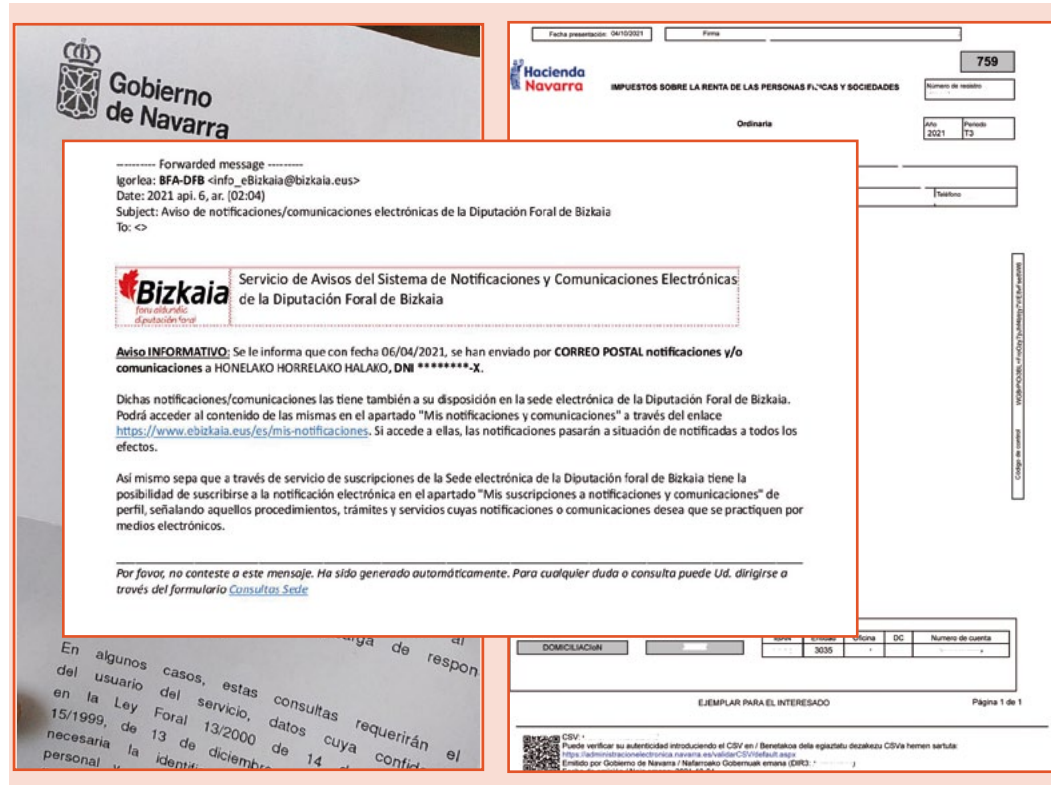 Gobierno
de Navarra
Fecha presentación: 04/10/2021
Firma
759
Hacienda
Navarra
IMPUESTOS SOBRE LA RENTA DE LAS PERSONAS FÍSICAS Y SOCIEDADES
Número de registro
Ordinaria
Año
Periodo
2021
T3
Teléfono
Código de control
---------- Forwarded message ----------
Igorlea: BFA-DFB <info_eBizkaia@bizkaia.eus>
Date: 2021 api. 6, ar. (02:04)
Subject: Aviso de notificaciones/comunicaciones electrónicas de la Diputación Foral de Bizkaia
To: <>
Bizkaia
foru aldundia
diputación foral
Servicio de Avisos del Sistema de Notificaciones y Comunicaciones Electrónicas
de la Diputación Foral de Bizkaia
Aviso INFORMATIVO: Se le informa que con fecha 06/04/2021, se han enviado por CORREO POSTAL notificaciones y/o
comunicaciones a HONELAKO HORRELAKO HALAKO, DNI ********-X.
Dichas notificaciones/comunicaciones las tiene también a su disposición en la sede electrónica de la Diputación Foral de Bizkaia.
Podrá acceder al contenido de las mismas en el apartado "Mis notificaciones y comunicaciones" a través del enlace
https://www.ebizkaia.eus/es/mis-notificaciones. Si accede a ellas, las notificaciones pasarán a situación de notificadas a todos los
efectos.
Así mismo sepa que a través de servicio de suscripciones de la Sede electrónica de la Diputación foral de Bizkaia tiene la
posibilidad de suscribirse a la notificación electrónica en el apartado "Mis suscripciones a notificaciones y comunicaciones" de
perfil, señalando aquellos procedimientos, trámites y servicios cuyas notificaciones o comunicaciones desea que se practiquen por
medios electrónicos.
Por favor, no conteste a este mensaje. Ha sido generado automáticamente. Para cualquier duda o consulta puede Ud. dirigirse a
través del formulario Consultas Sede
al
de respon
En algunos casos, estas consultas requerirán el
del usuario del servicio, datos cuya confid
en la Ley Foral 13/2000 de 14 d
15/1999, de 13 de diciembre
necesaria la identifi
personal y
DOMICILIACIóN
IBAN
Entidad
Oficina
DC
Numero de cuenta
3035
EJEMPLAR PARA EL INTERESADO
Página 1 de 1
CSV:
Puede verificar su autenticidad introduciendo el CSV en / Benetakoa dela egiaztatu dezakezu CSVa hemen sartuta:
https://administracionelectronica.navarra.es/validarCSV/default.aspx
Emitido por Gobierno de Navarra / Nafarroako Gobernuak emana (DIR3: